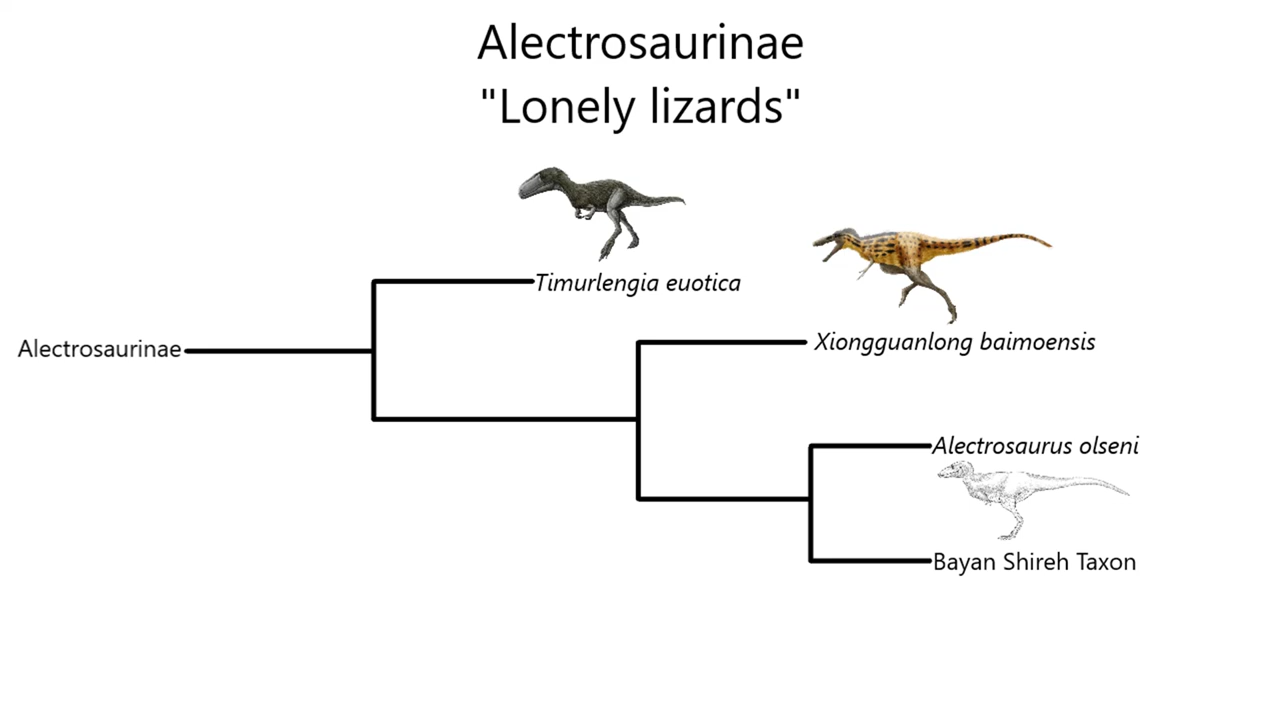 Alectrosaurinae
"Lonely lizards"
Timurlengia euotica
Xiongguanlong baimoensis
Alectrosaurinae
Alectrosaurus olseni
Bayan Shireh Taxon